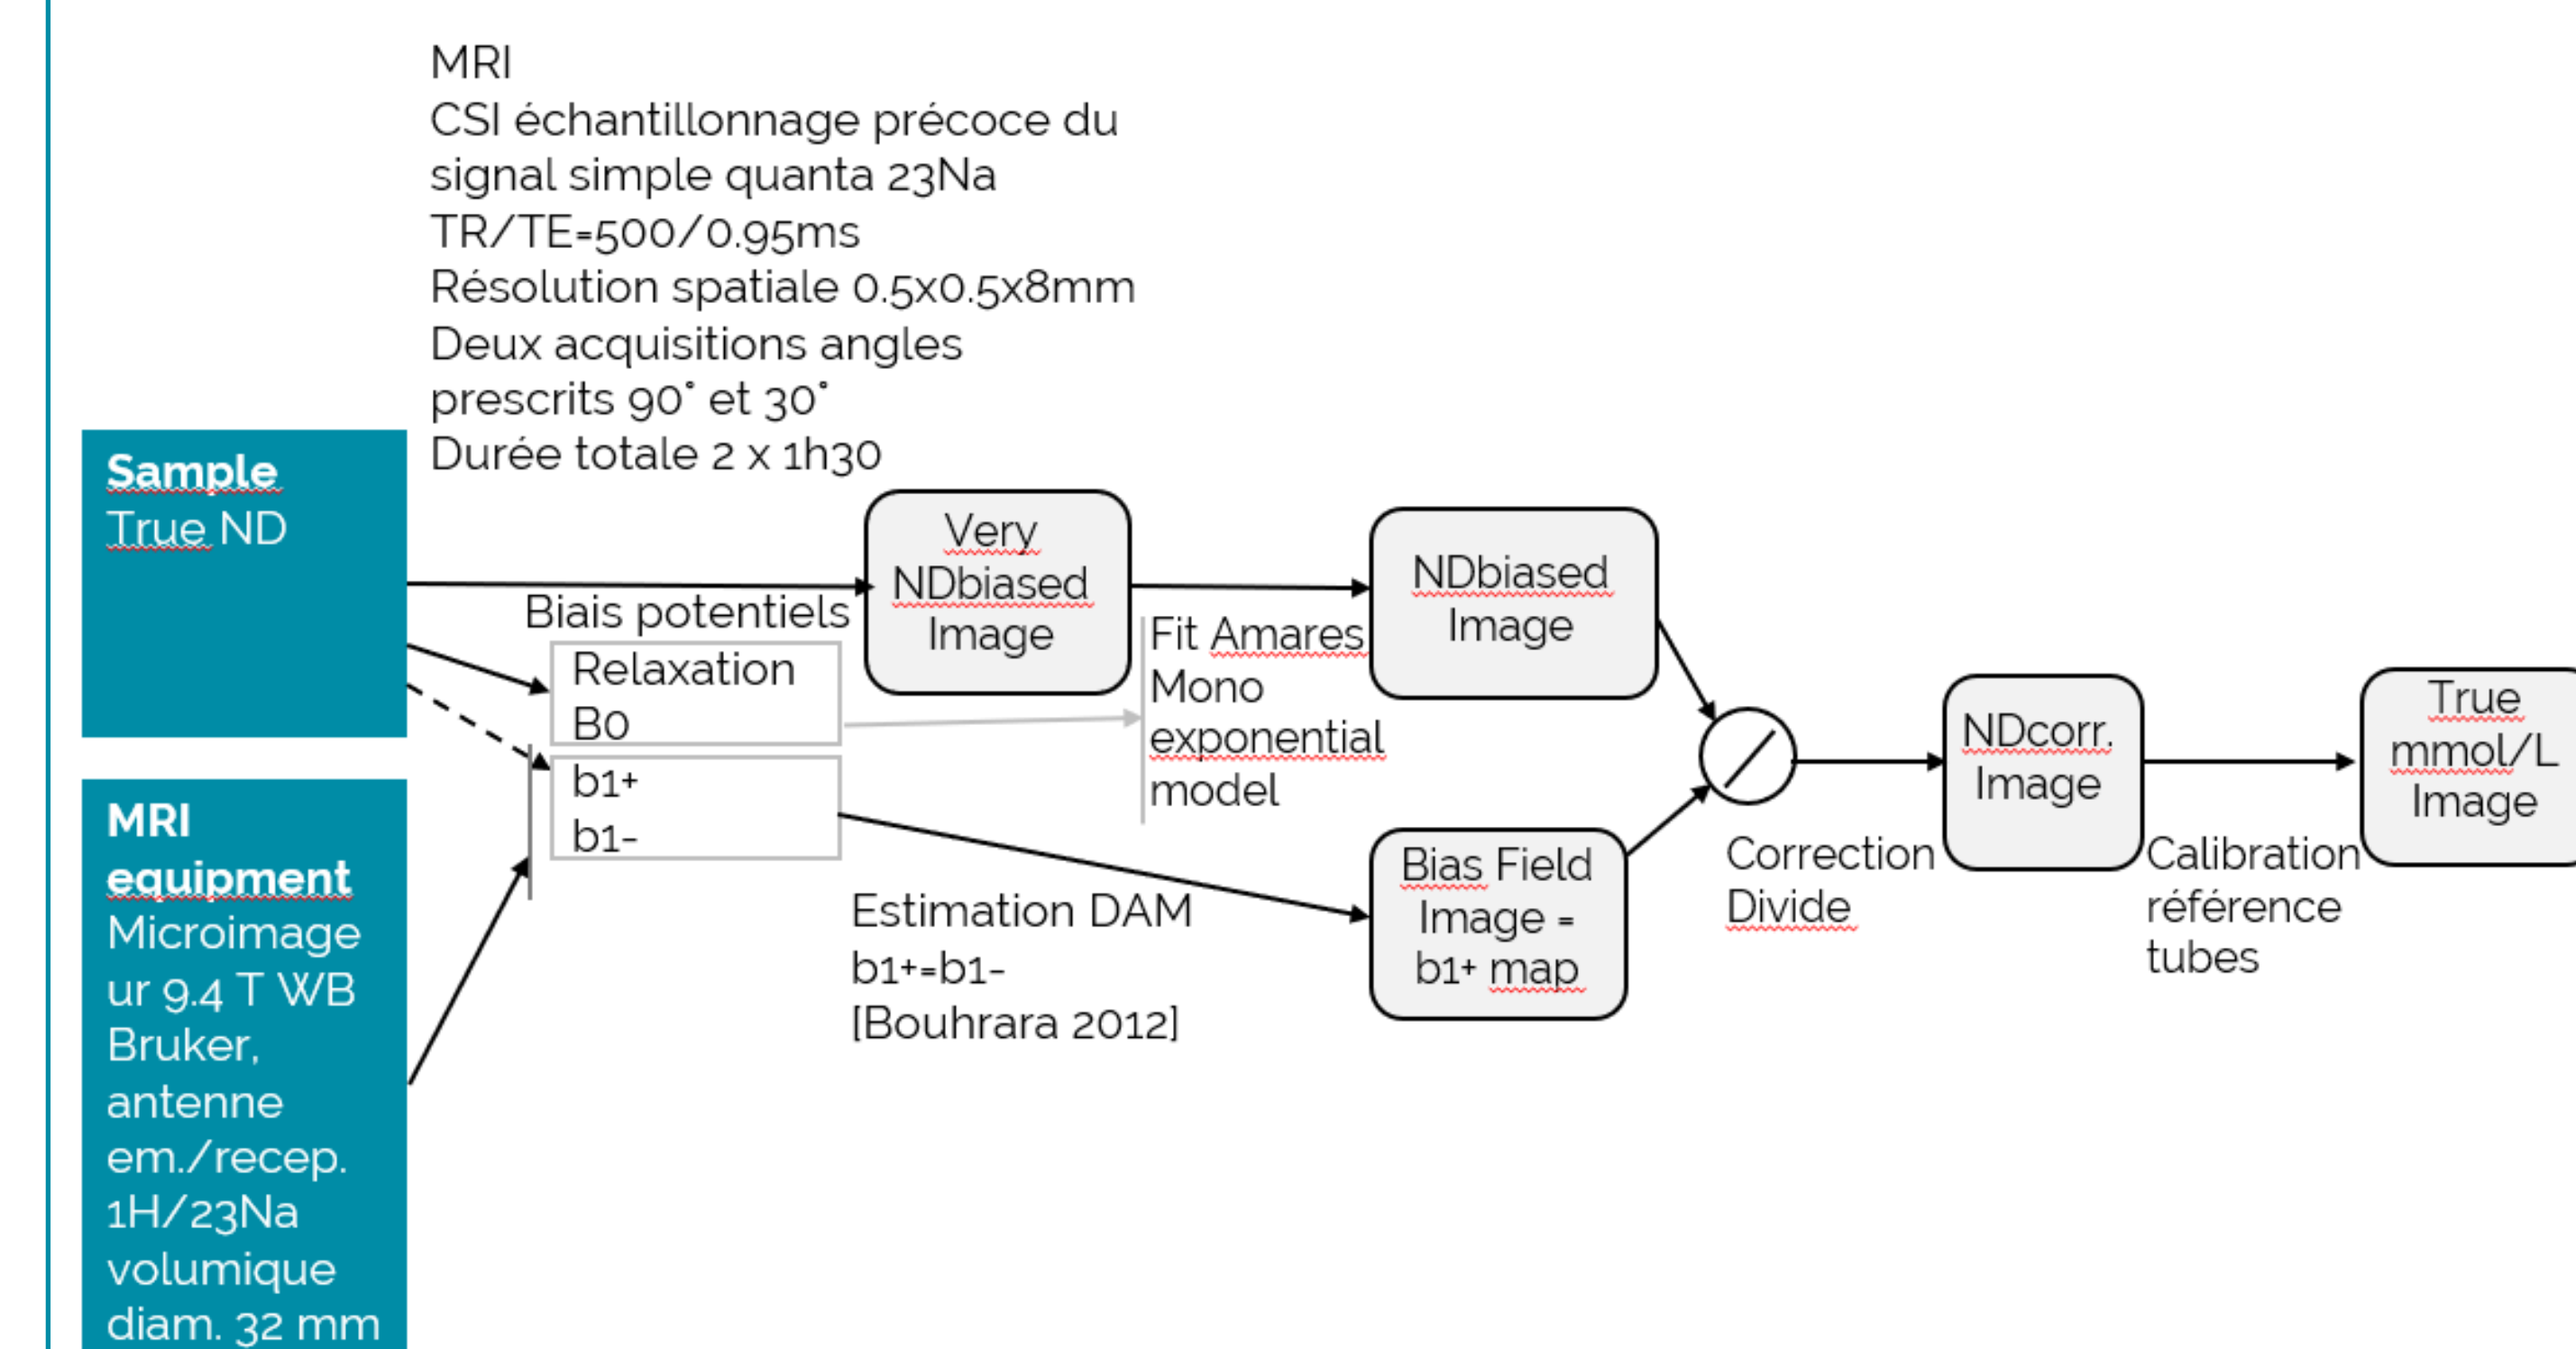 MRI
CSI échantillonnage précoce du
signal simple quanta 23Na
TR/TE=500/0.95ms
Résolution spatiale 0.5x0.5x8mm
Deux acquisitions angles
prescrits 90° et 30°
Durée totale 2 x 1h30
Sample
True ND
Very
NDbiased
Image
NDbiased
Image
Biais potentiels
Relaxation
B0
b1+
b1-
Fit Amares
Mono
exponential
model
NDcorr.
Image
True
mmol/L
Image
MRI
equipment
Microimage
ur 9.4 T WB
Bruker,
antenne
em./recep.
1H/23Na
volumique
diam. 32 mm
Estimation DAM
b1+=b1-
[Bouhrara 2012]
Bias Field
Image =
b1+ map
Correction
Divide
Calibration
référence
tubes